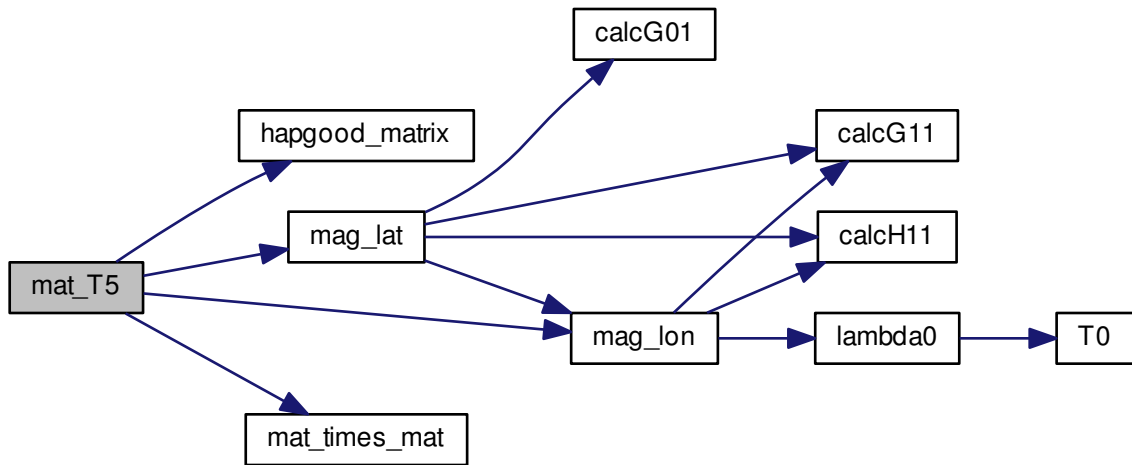 calcG01
hapgood_matrix
calcG11
mag_lat
calcH11
mat_T5
mag_lon
lambda0
T0
mat_times_mat